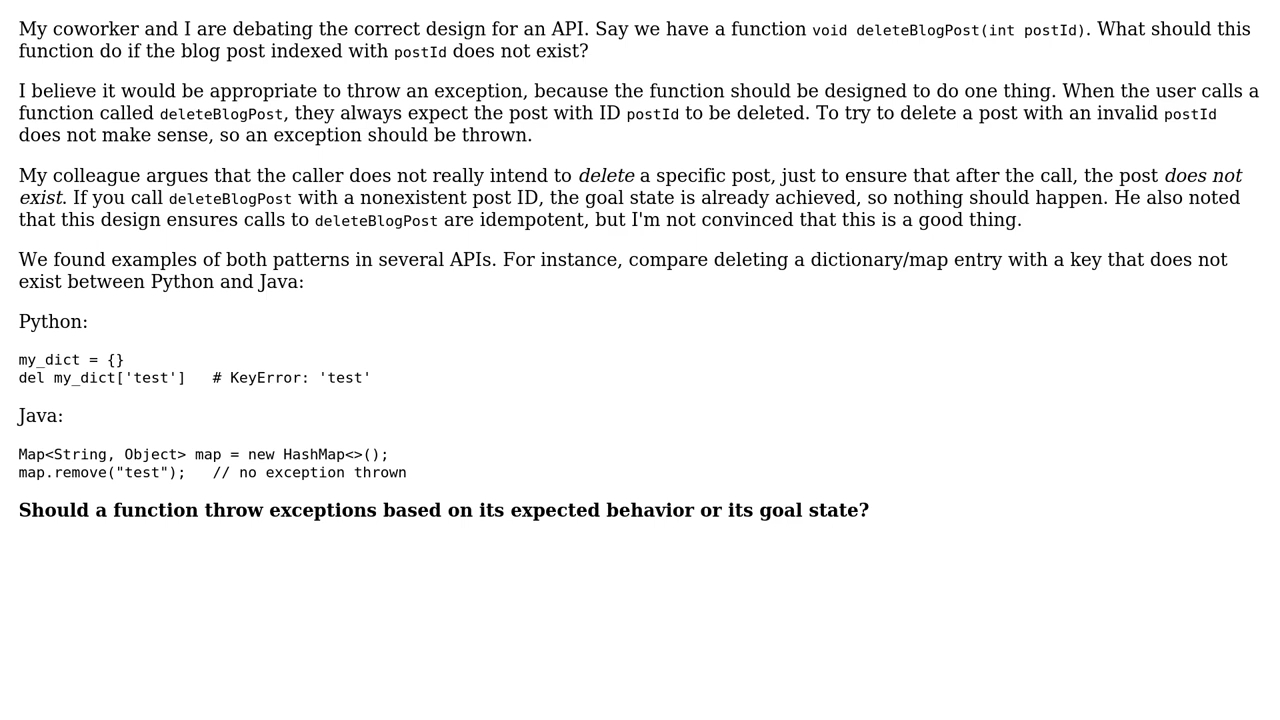 My coworker and I are debating the correct design for an API. Say we have a function void deleteBlogPost(int postId). What should this
function do if the blog post indexed with postId does not exist?
I believe it would be appropriate to throw an exception, because the function should be designed to do one thing. When the user calls a
function called deleteBlogPost, they always expect the post with ID postId to be deleted. To try to delete a post with an invalid postId
does not make sense, so an exception should be thrown.
My colleague argues that the caller does not really intend to delete a specific post, just to ensure that after the call, the post does not
exist. If you call deleteBlogPost with a nonexistent post ID, the goal state is already achieved, so nothing should happen. He also noted
that this design ensures calls to deleteBlogPost are idempotent, but I'm not convinced that this is a good thing.
We found examples of both patterns in several APIs. For instance, compare deleting a dictionary/map entry with a key that does not
exist between Python and Java:
Python:
my_dict = {}
del my_dict['test']   # KeyError: 'test'
Java:
Map<String, Object> map = new HashMap<>();
map.remove("test");   // no exception thrown
Should a function throw exceptions based on its expected behavior or its goal state?